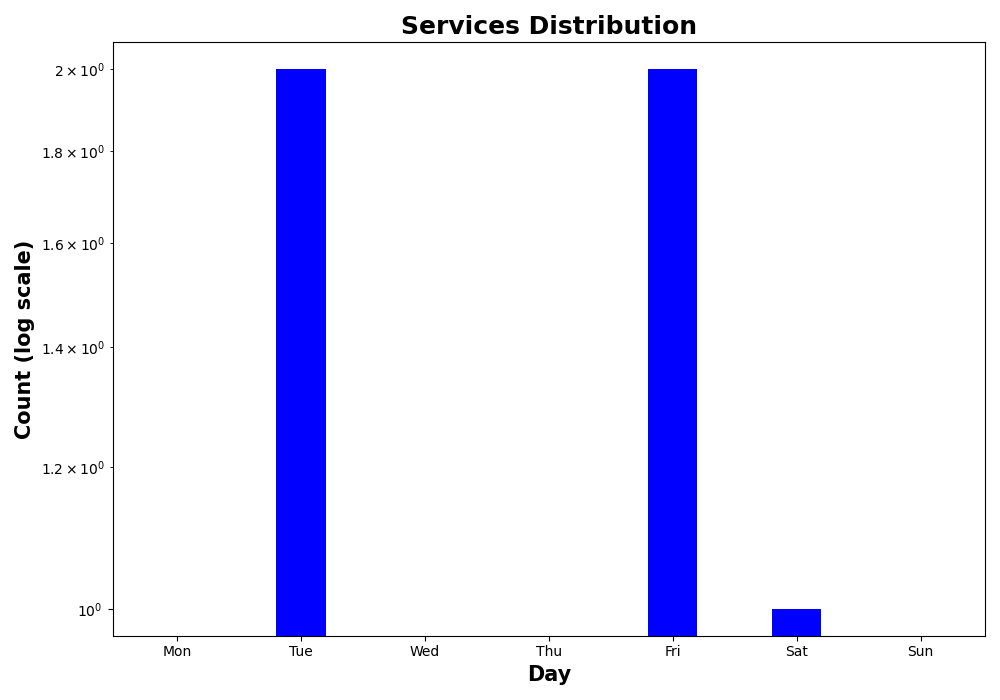 Services Distribution
Count (log scale)
2 × 10⁰
1.8 × 10⁰
1.6 × 10⁰
1.4 × 10⁰
1.2 × 10⁰
10⁰
Mon Tue Wed Thu Fri Sat Sun
Day